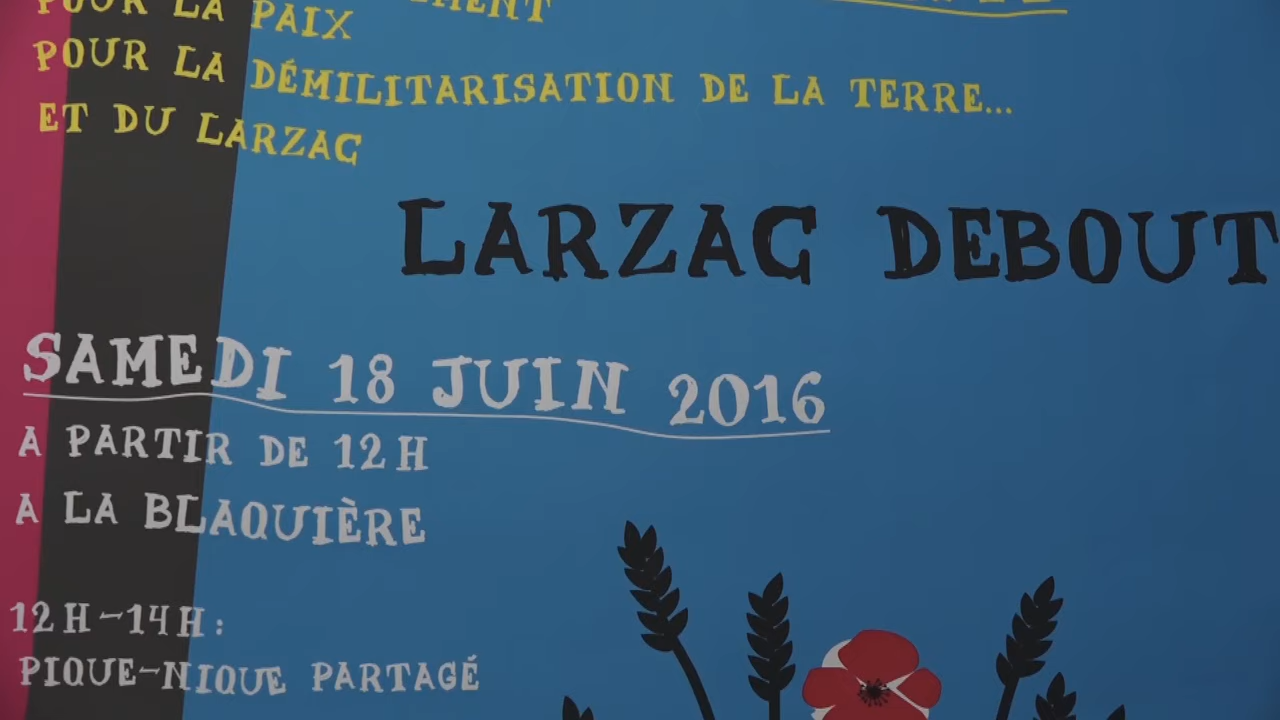 POUR LA PAIX
POUR LA DÉMILITARISATION DE LA TERRE...
ET DU LARZAC
LARZAC DEBOUT
SAMEDI 18 JUIN 2016
A PARTIR DE 12H
A LA BLAQUIÈRE
12H-14H:
PIQUE-NIQUE PARTAGÉ